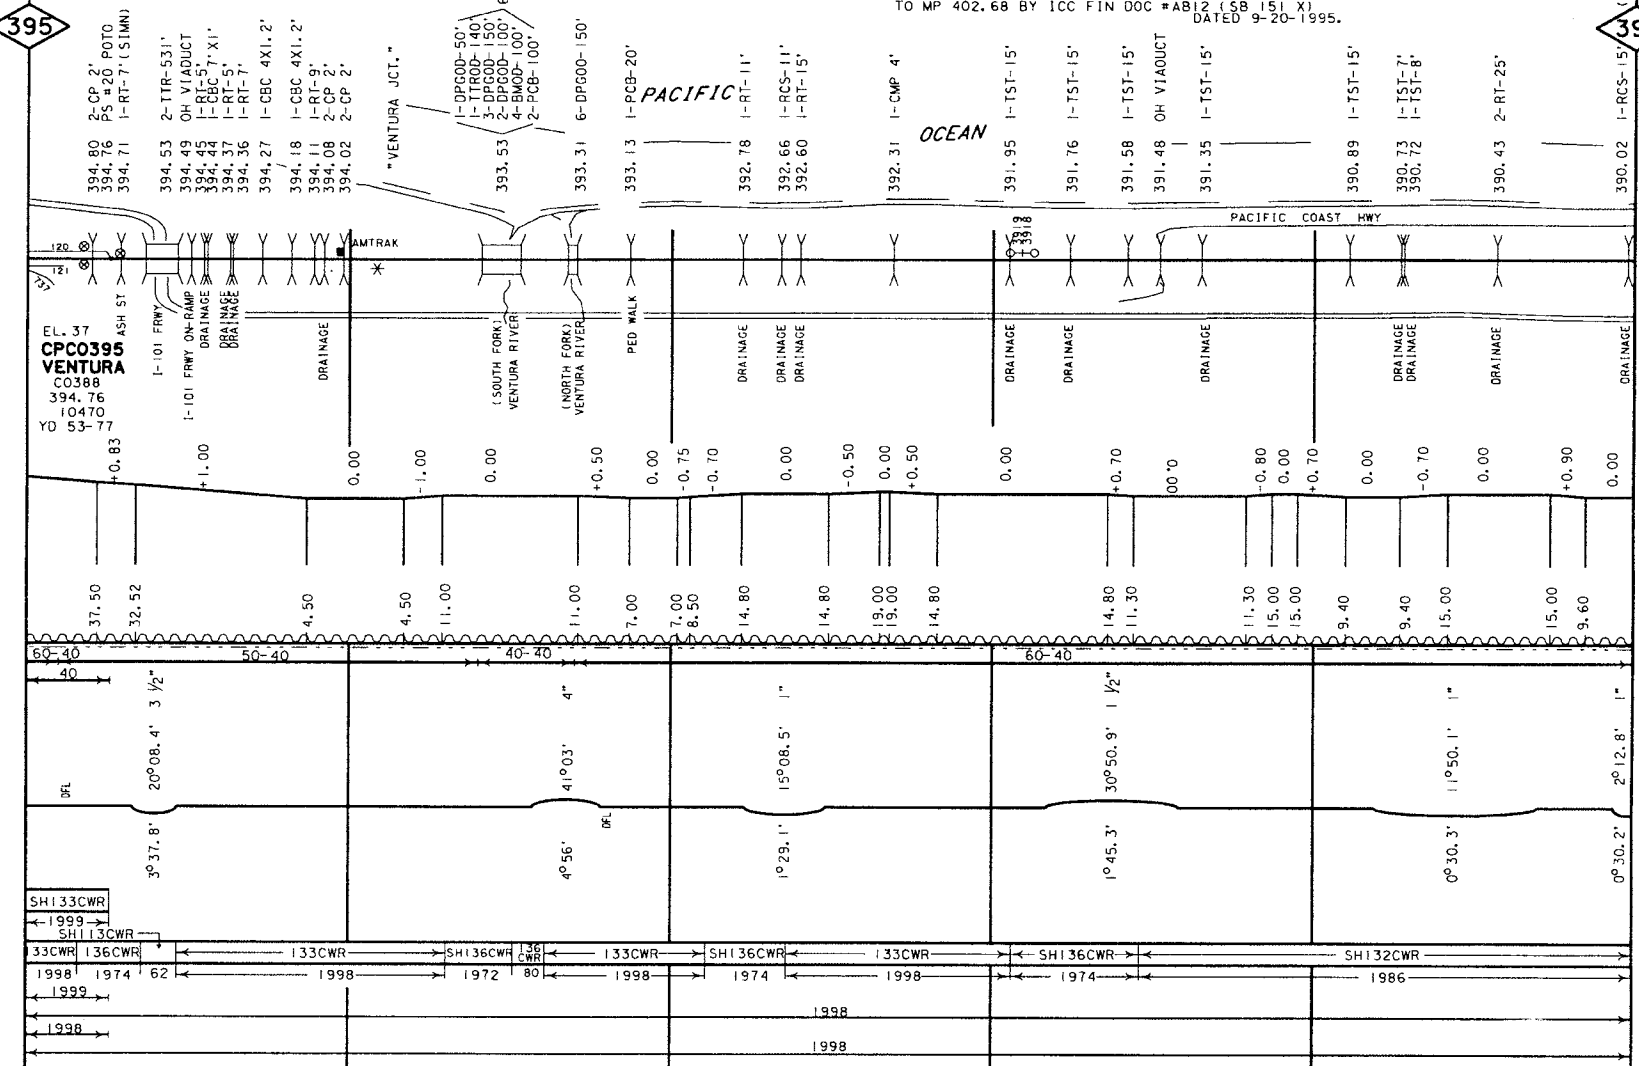 TO MP 402.68 BY ICC FIN DOC #AB12 (SB 151 X)
DATED 9-20-1995.
395
39
394.80 2-CP 2'
394.76 PS #20 POTO
394.71 1-RT-7'(SIMN)
394.53 2-TTR-531'
394.49 OH VIADUCT
394.45 1-RT-5'
394.44 1-CBC 7'X1'
394.37 1-RT-5'
394.36 1-RT-7'
394.27 1-CBC 4X1.2'
394.18 1-CBC 4X1.2'
394.11 1-RT-9'
394.08 2-CP 2'
394.02 2-CP 2'
"VENTURA JCT."
393.53
1-DPGOD-50'
1-TTROD-140'
3-DPGOD-150'
2-DPGOD-100'
4-BMOD-100'
2-PCB-100'
393.31 6-DPGOO-150'
393.13 1-PCB-20'
PACIFIC
392.78 1-RT-11'
392.66 1-RCS-11'
392.60 1-RT-15'
392.31 1-CMP 4'
OCEAN
391.95 1-TST-15'
391.76 1-TST-15'
391.58 1-TST-15'
391.48 OH VIADUCT
391.35 1-TST-15'
390.89 1-TST-15'
390.73 1-TST-7'
390.72 1-TST-8'
390.43 2-RT-25'
390.02 1-RCS-15'
PACIFIC COAST HWY
120
121
737
AMTRAK
3919
3918
EL. 37
CPCO395
VENTURA
CO388
394.76
10470
YD 53-77
ASH ST
I-101 FRWY
I-101 FRWY ON-RAMP
DRAINAGE
DRAINAGE
DRAINAGE
DRAINAGE
(SOUTH FORK)
VENTURA RIVER
(NORTH FORK)
VENTURA RIVER
PED WALK
DRAINAGE
DRAINAGE
DRAINAGE
DRAINAGE
DRAINAGE
DRAINAGE
DRAINAGE
DRAINAGE
DRAINAGE
DRAINAGE
+0.83
+1.00
0.00
-1.00
0.00
+0.50
0.00
-0.75
-0.70
0.00
-0.50
0.00
+0.50
0.00
+0.70
0.00
-0.80
0.00
+0.70
0.00
-0.70
0.00
+0.90
0.00
37.50
32.52
4.50
4.50
11.00
11.00
7.00
7.00
8.50
14.80
14.80
19.00
19.00
14.80
14.80
11.30
11.30
15.00
15.00
9.40
9.40
15.00
15.00
9.60
60-40
50-40
40-40
60-40
40
DFL
20°08.4' 3 ½"
41°03' 4"
15°08.5' 1"
30°50.9' 1 ½"
11°50.1' 1"
2°12.8' 1"
3°37.8'
4°56'
DFL
1°29.1'
1°45.3'
0°30.3'
0°30.2'
SH133CWR
1999
SH113CWR
33CWR 136CWR 133CWR SH136CWR 136 CWR 133CWR SH136CWR 133CWR SH136CWR SH132CWR
1998 1974 62 1998 1972 80 1998 1974 1998 1974 1986
1999
1998
1998
1998